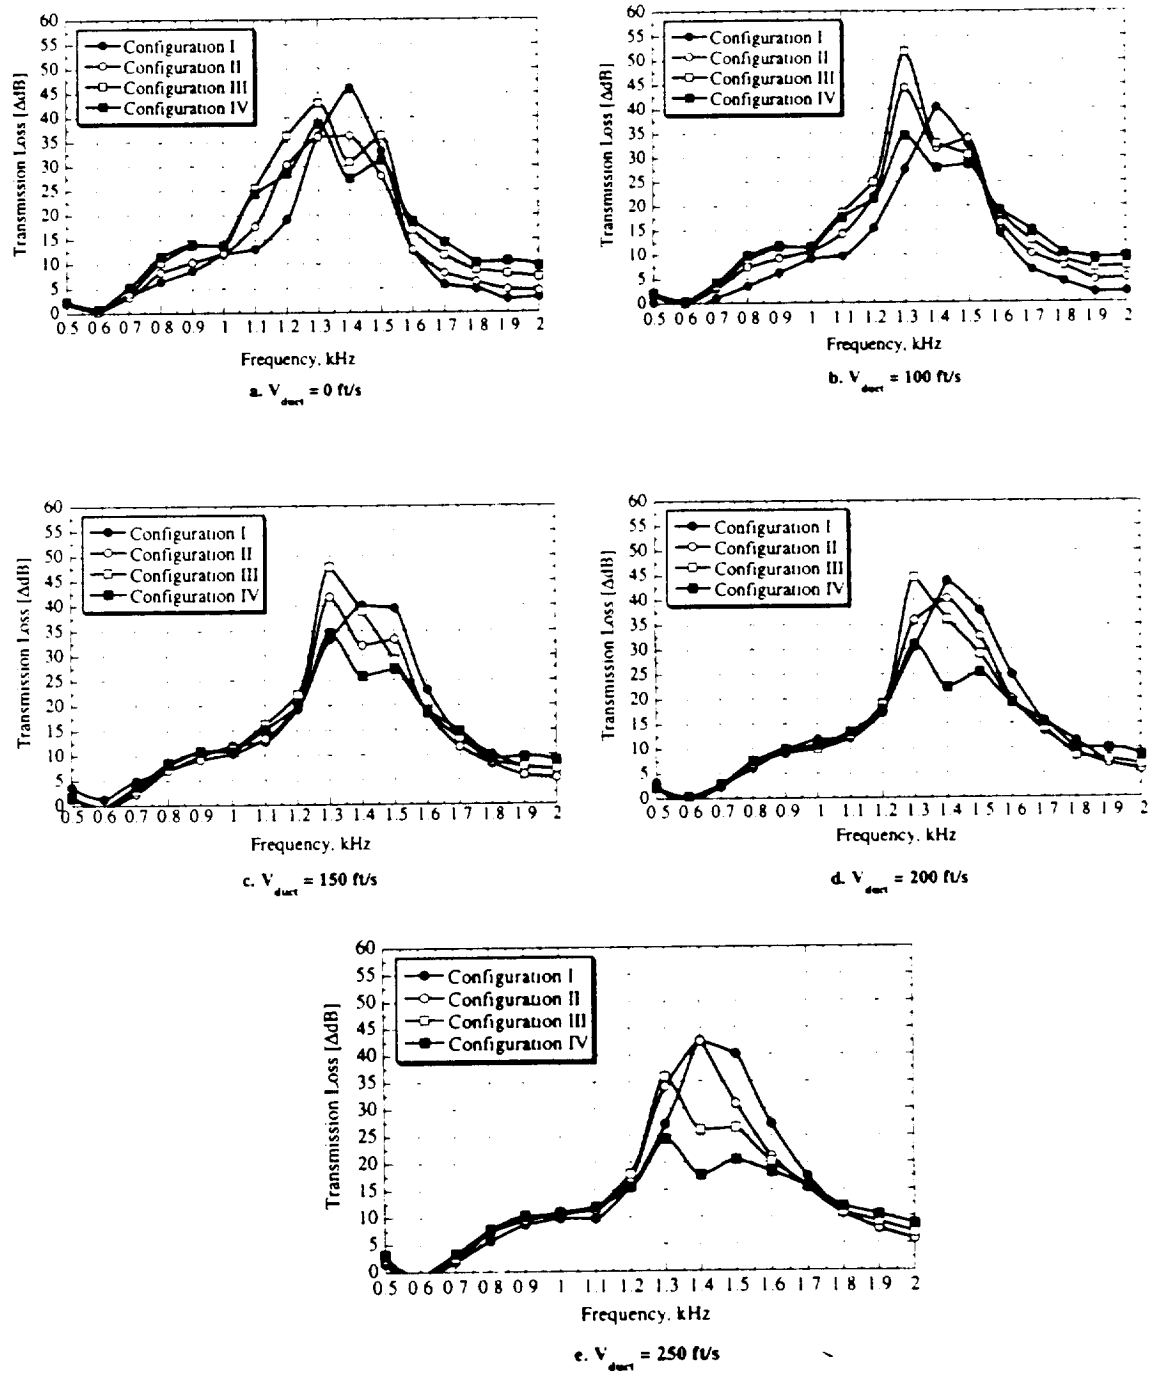 60
55
50
45
40
35
30
25
20
15
10
5
0
Transmission Loss [ΔdB]
Configuration I
Configuration II
Configuration III
Configuration IV
0.5 0.6 0.7 0.8 0.9 1 1.1 1.2 1.3 1.4 1.5 1.6 1.7 1.8 1.9 2
Frequency, kHz
a. V duct = 0 ft/s
60
55
50
45
40
35
30
25
20
15
10
5
0
Transmission Loss [ΔdB]
Configuration I
Configuration II
Configuration III
Configuration IV
0.5 0.6 0.7 0.8 0.9 1 1.1 1.2 1.3 1.4 1.5 1.6 1.7 1.8 1.9 2
Frequency, kHz
b. V duct = 100 ft/s
60
55
50
45
40
35
30
25
20
15
10
5
0
Transmission Loss [ΔdB]
Configuration I
Configuration II
Configuration III
Configuration IV
0.5 0.6 0.7 0.8 0.9 1 1.1 1.2 1.3 1.4 1.5 1.6 1.7 1.8 1.9 2
Frequency, kHz
c. V duct = 150 ft/s
60
55
50
45
40
35
30
25
20
15
10
5
0
Transmission Loss [ΔdB]
Configuration I
Configuration II
Configuration III
Configuration IV
0.5 0.6 0.7 0.8 0.9 1 1.1 1.2 1.3 1.4 1.5 1.6 1.7 1.8 1.9 2
Frequency, kHz
d. V duct = 200 ft/s
60
55
50
45
40
35
30
25
20
15
10
5
0
Transmission Loss [ΔdB]
Configuration I
Configuration II
Configuration III
Configuration IV
0.5 0.6 0.7 0.8 0.9 1 1.1 1.2 1.3 1.4 1.5 1.6 1.7 1.8 1.9 2
Frequency, kHz
e. V duct = 250 ft/s